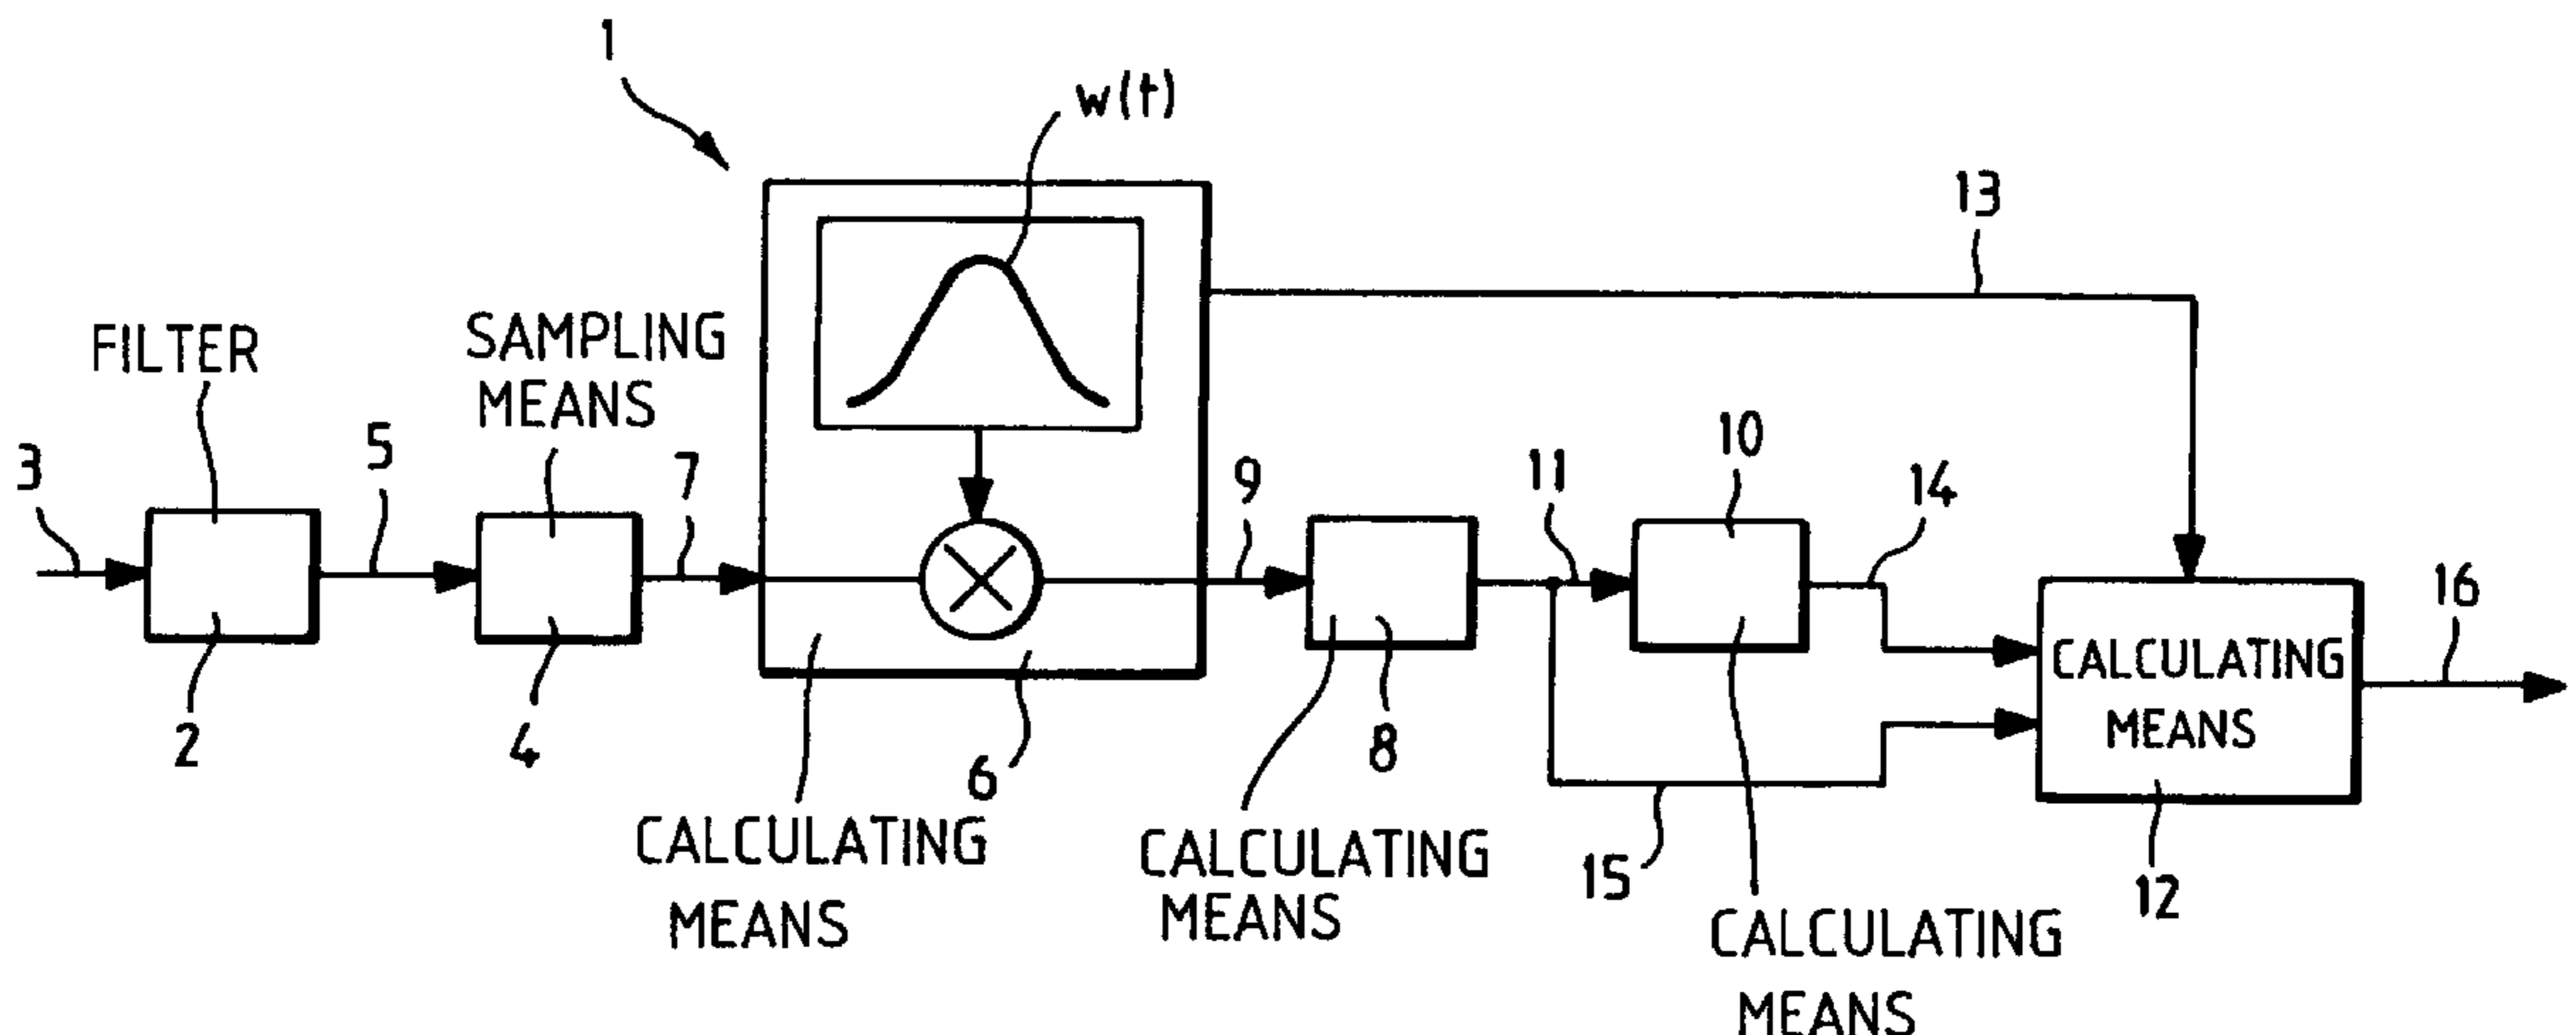 1
w(t)
13
FILTER
SAMPLING
MEANS
3
5
7
9
11
10
14
16
2
4
6
8
15
12
CALCULATING
MEANS
CALCULATING
MEANS
CALCULATING
MEANS
CALCULATING
MEANS